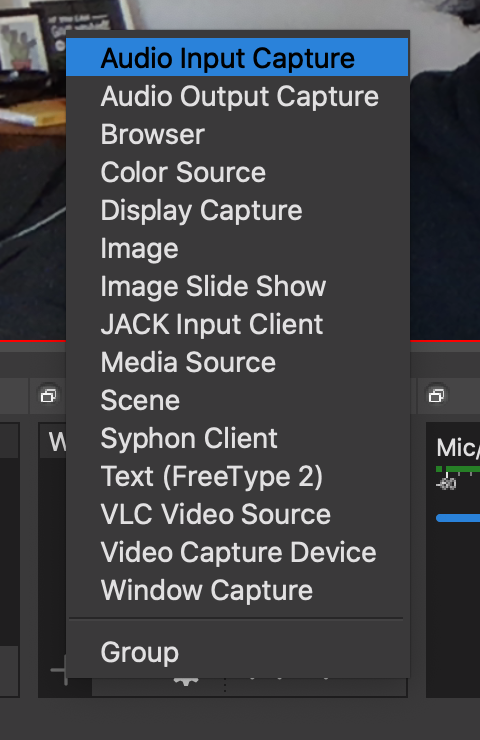 Audio Input Capture
Audio Output Capture
Browser
Color Source
Display Capture
Image
Image Slide Show
JACK Input Client
Media Source
Scene
Syphon Client
Text (FreeType 2)
VLC Video Source
Video Capture Device
Window Capture
Group
W
Mic/
-60